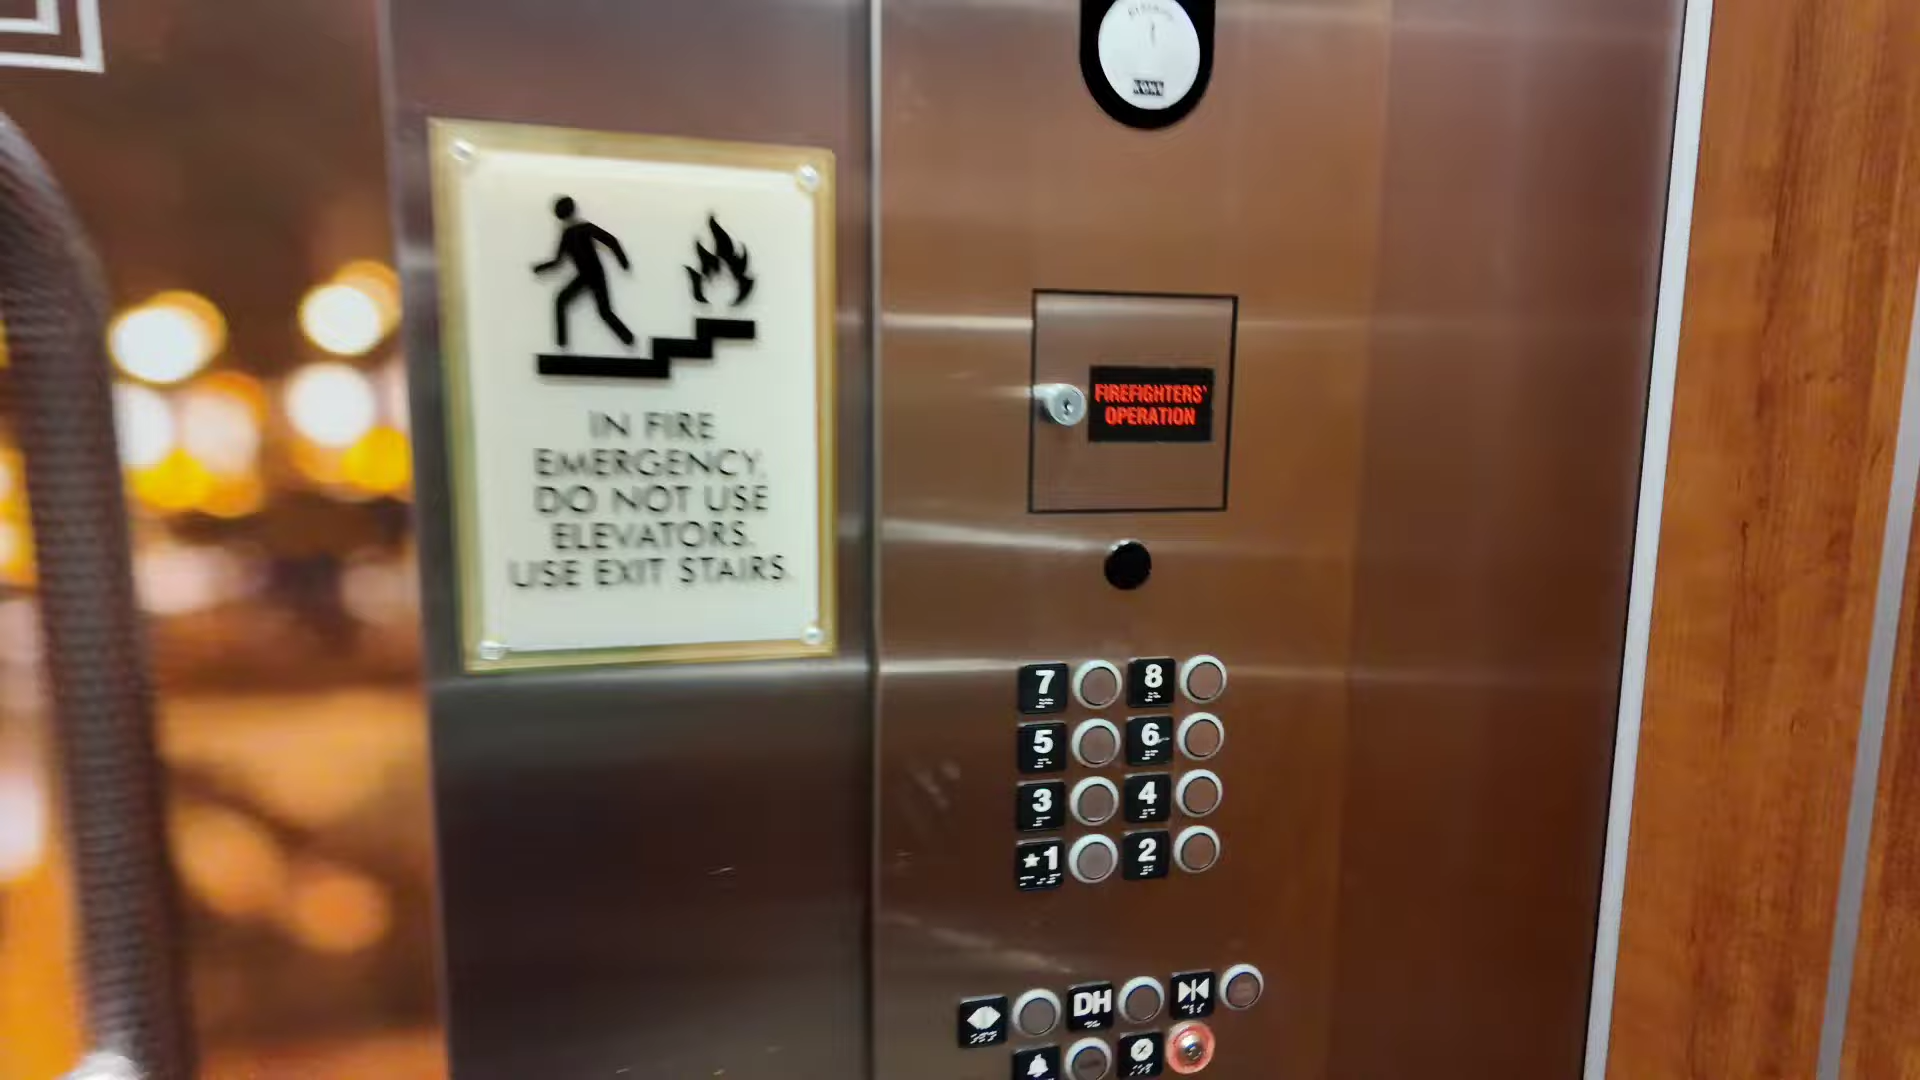 KONE
IN FIRE
EMERGENCY,
DO NOT USE
ELEVATORS.
USE EXIT STAIRS.
FIREFIGHTERS'
OPERATION
7 8
5 6
3 4
★1 2
DH